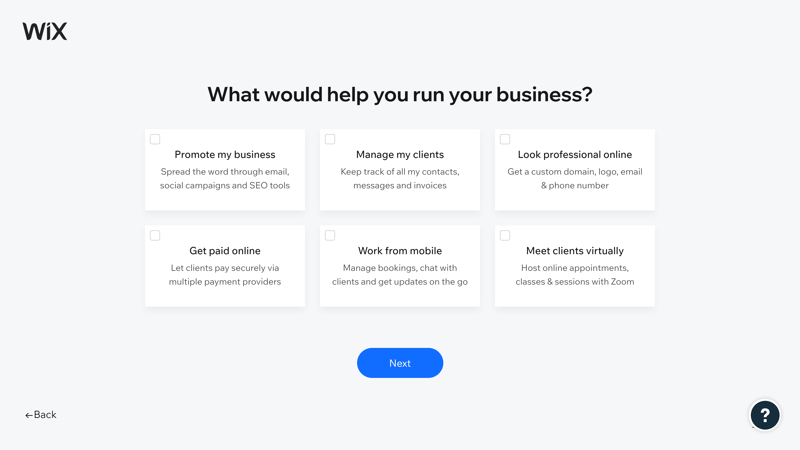 WiX
What would help you run your business?
Promote my business
Spread the word through email,
social campaigns and SEO tools
Manage my clients
Keep track of all my contacts,
messages and invoices
Look professional online
Get a custom domain, logo, email
& phone number
Get paid online
Let clients pay securely via
multiple payment providers
Work from mobile
Manage bookings, chat with
clients and get updates on the go
Meet clients virtually
Host online appointments,
classes & sessions with Zoom
Next
←Back
?